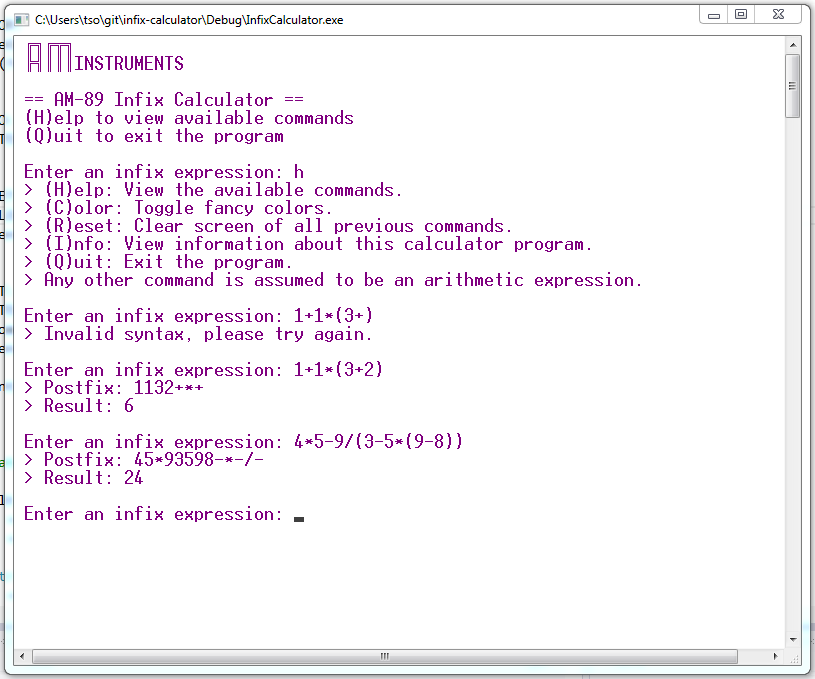 C:\Users\tso\git\infix-calculator\Debug\InfixCalculator.exe
AM INSTRUMENTS
== AM-89 Infix Calculator ==
(H)elp to view available commands
(Q)uit to exit the program
Enter an infix expression: h
> (H)elp: View the available commands.
> (C)olor: Toggle fancy colors.
> (R)eset: Clear screen of all previous commands.
> (I)nfo: View information about this calculator program.
> (Q)uit: Exit the program.
> Any other command is assumed to be an arithmetic expression.
Enter an infix expression: 1+1*(3+)
> Invalid syntax, please try again.
Enter an infix expression: 1+1*(3+2)
> Postfix: 1132+*+
> Result: 6
Enter an infix expression: 4*5-9/(3-5*(9-8))
> Postfix: 45*93598-*-/-
> Result: 24
Enter an infix expression: